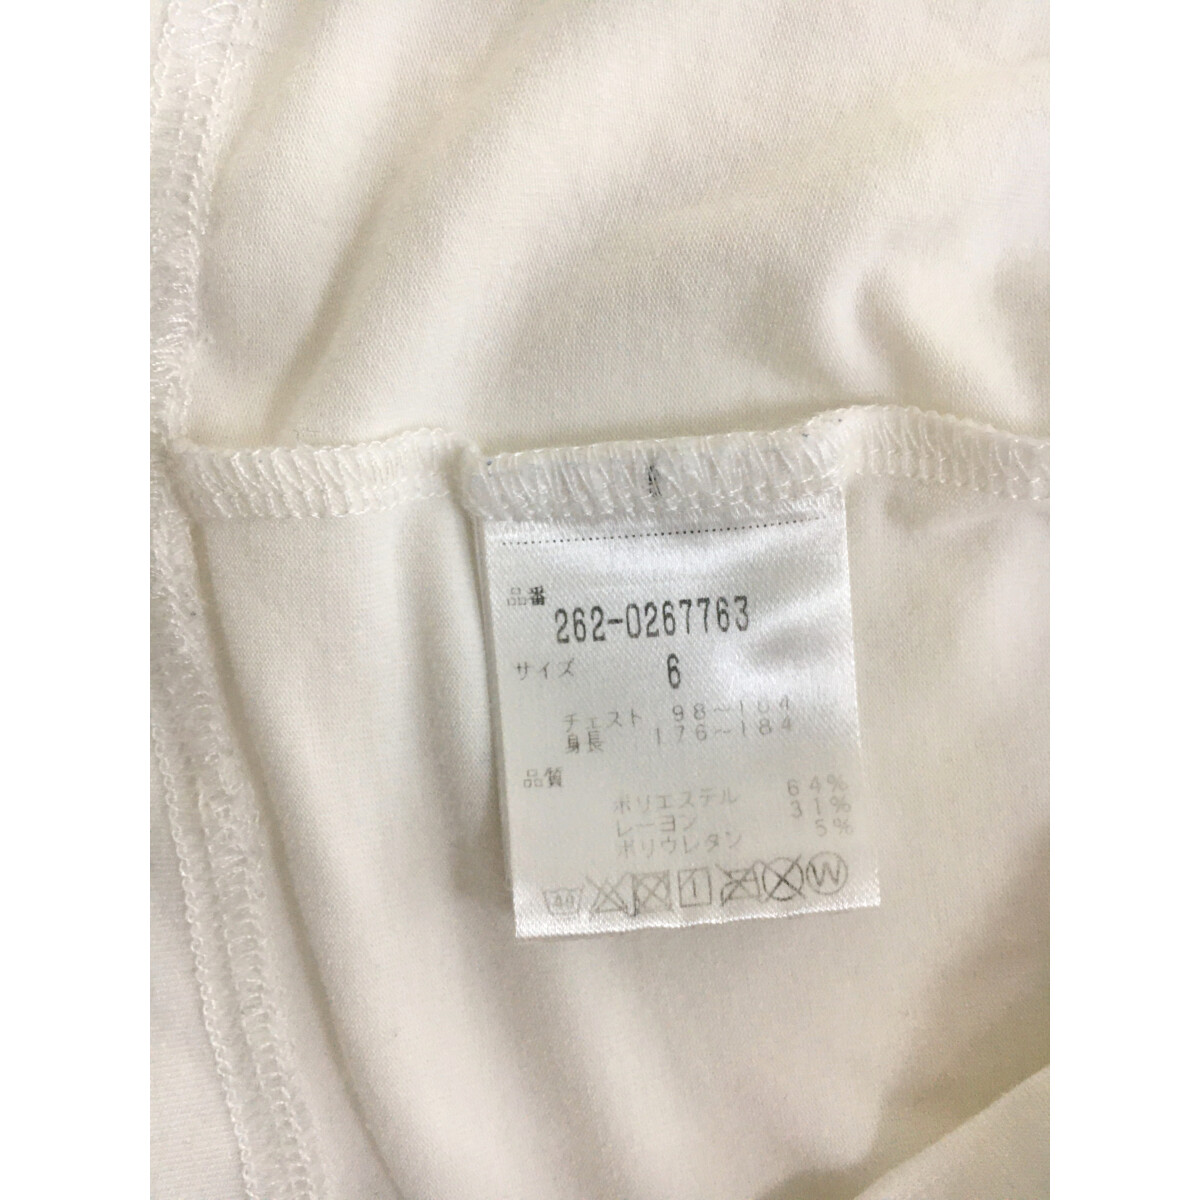 品番
262-0267763
サイズ 6
チェスト 98~104
身長 176~184
品質
ポリエステル 64%
レーヨン 31%
ポリウレタン 5%
40
W